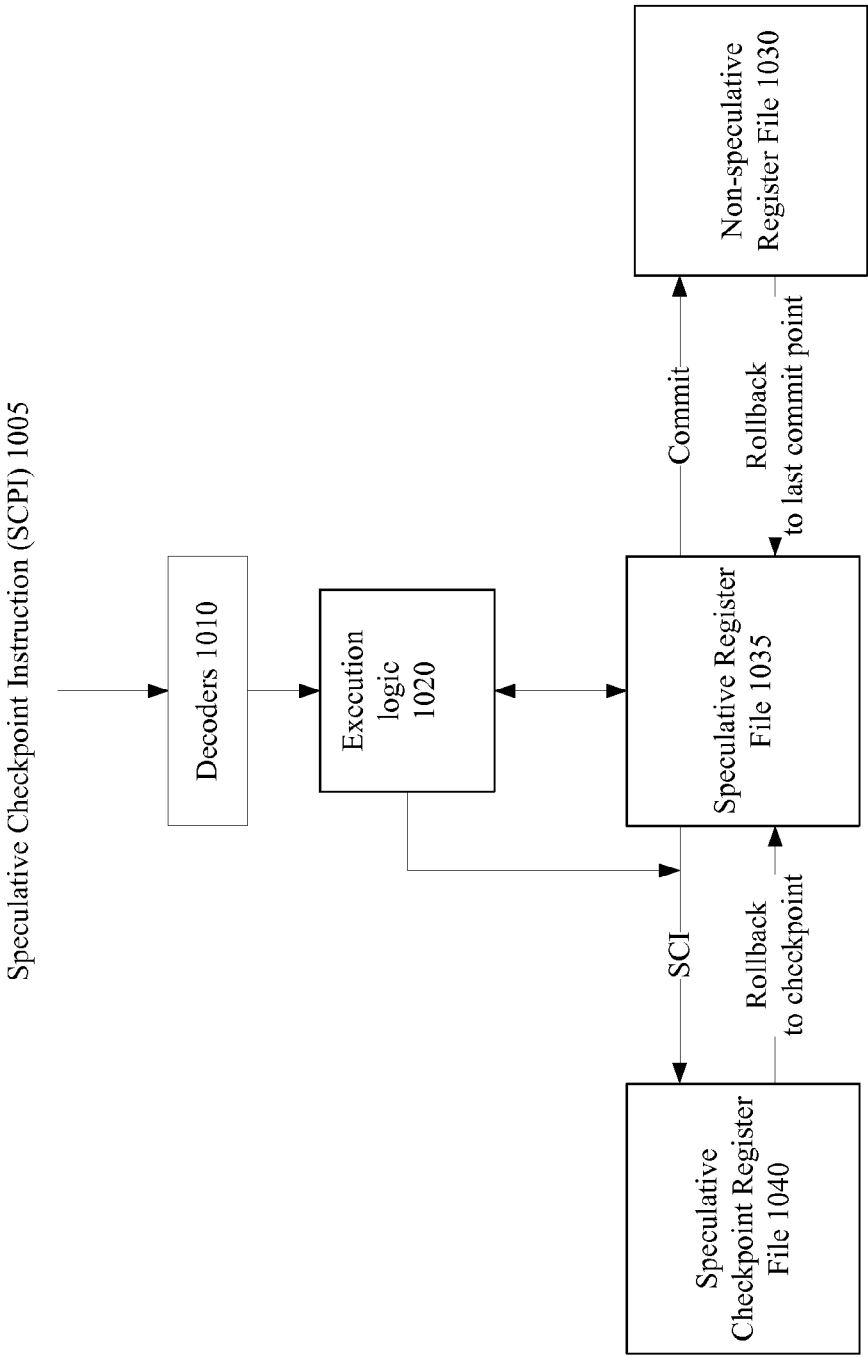 Speculative Checkpoint Instruction (SCPI) 1005
Decoders 1010
Execution
logic
1020
Speculative
Checkpoint Register
File 1040
SCI
Rollback
to checkpoint
Speculative Register
File 1035
Commit
Rollback
to last commit point
Non-speculative
Register File 1030